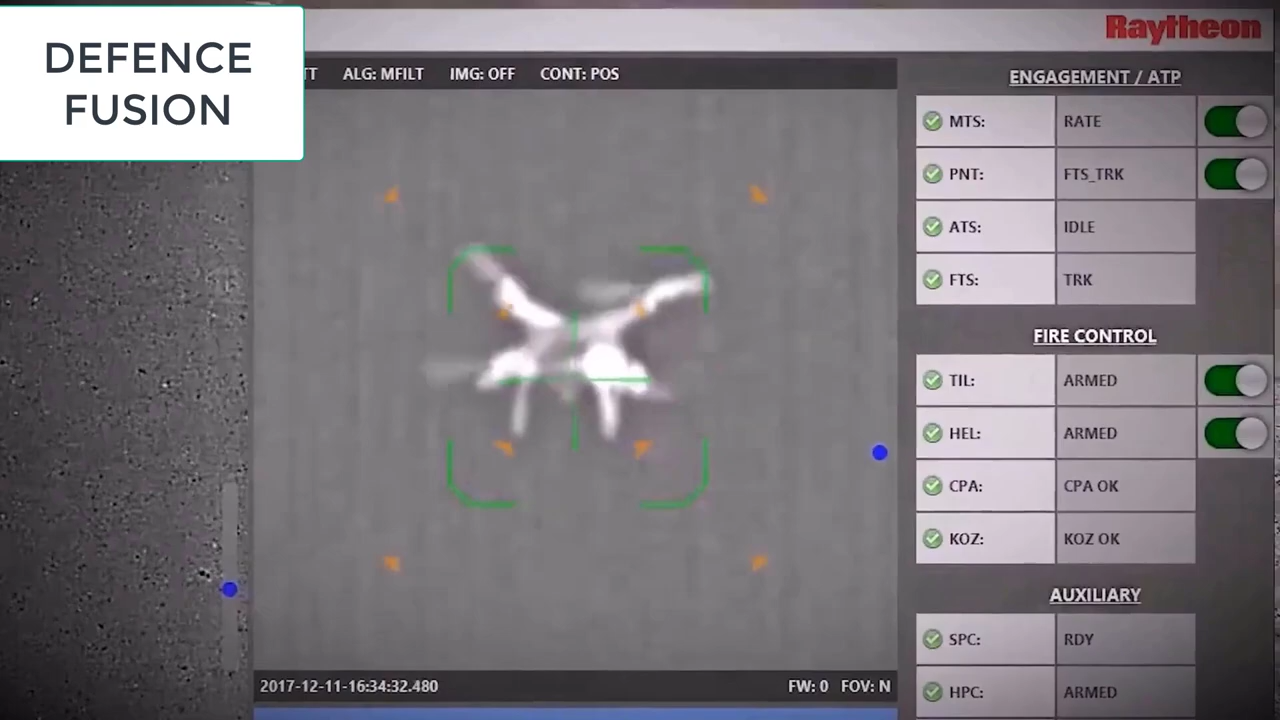 DEFENCE
FUSION
Raytheon
ALG: MFILT IMG: OFF CONT: POS
ENGAGEMENT / ATP
MTS: RATE
PNT: FTS_TRK
ATS: IDLE
FTS: TRK
FIRE CONTROL
TIL: ARMED
HEL: ARMED
CPA: CPA OK
KOZ: KOZ OK
AUXILIARY
SPC: RDY
HPC: ARMED
2017-12-11-16:34:32.480 FW: 0 FOV: N